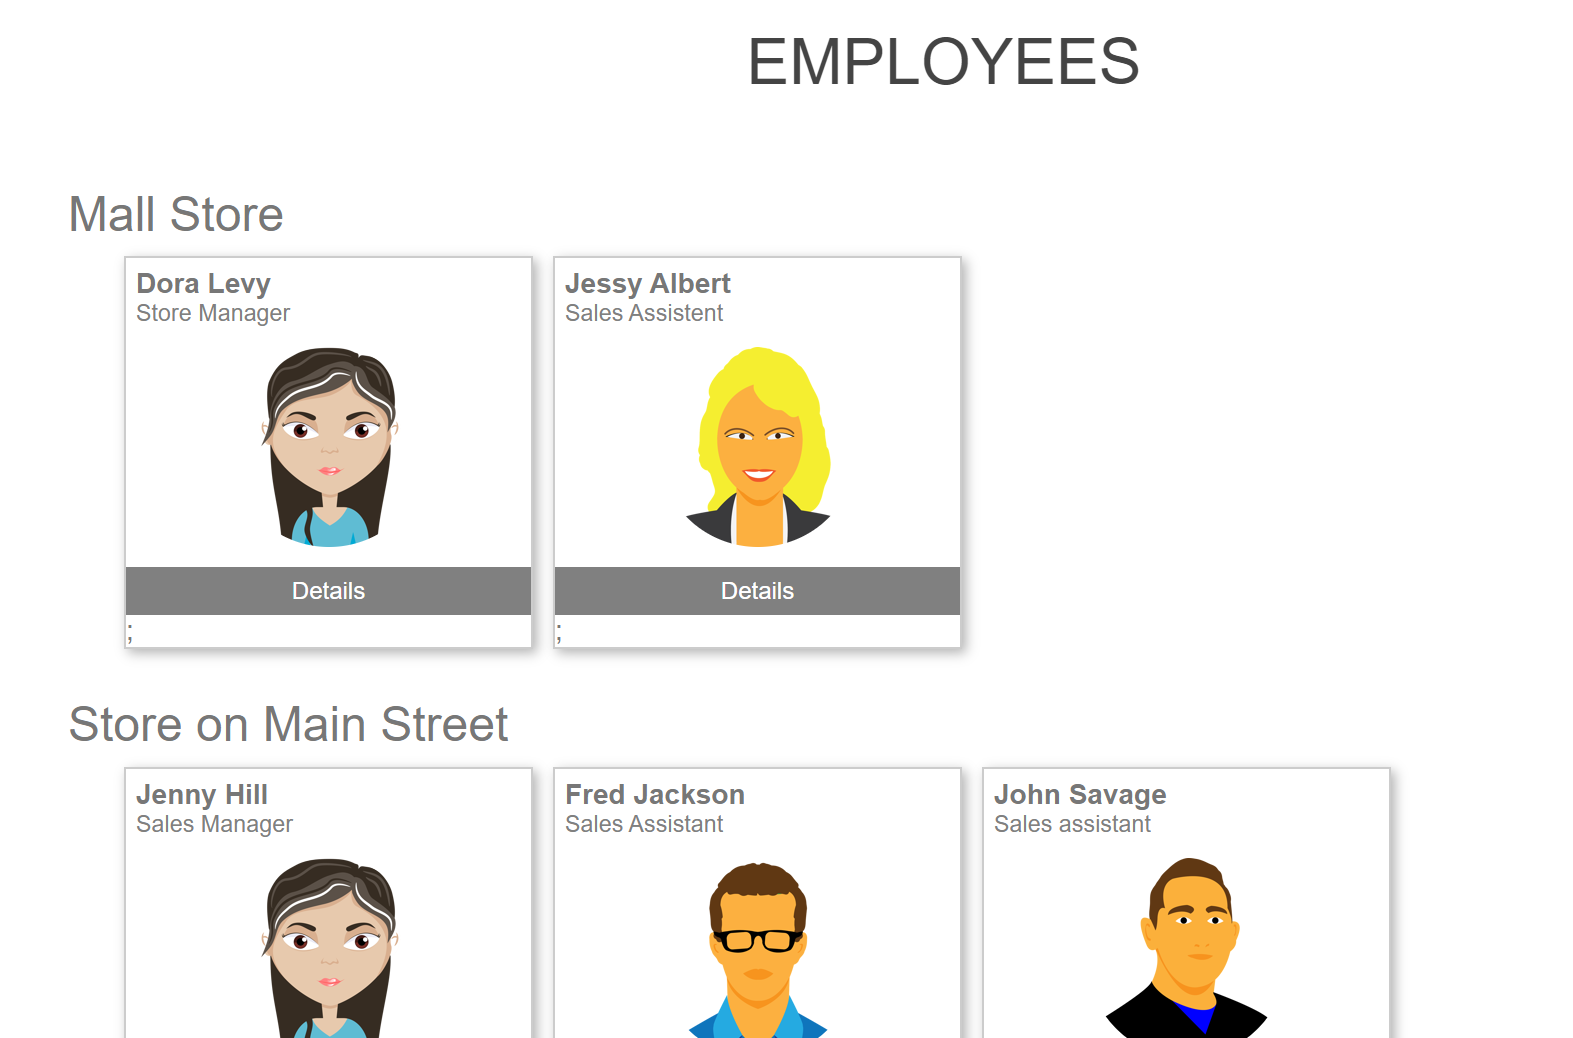 EMPLOYEES
Mall Store
Dora Levy
Store Manager
Details
;
Jessy Albert
Sales Assistent
Details
;
Store on Main Street
Jenny Hill
Sales Manager
Fred Jackson
Sales Assistant
John Savage
Sales assistant